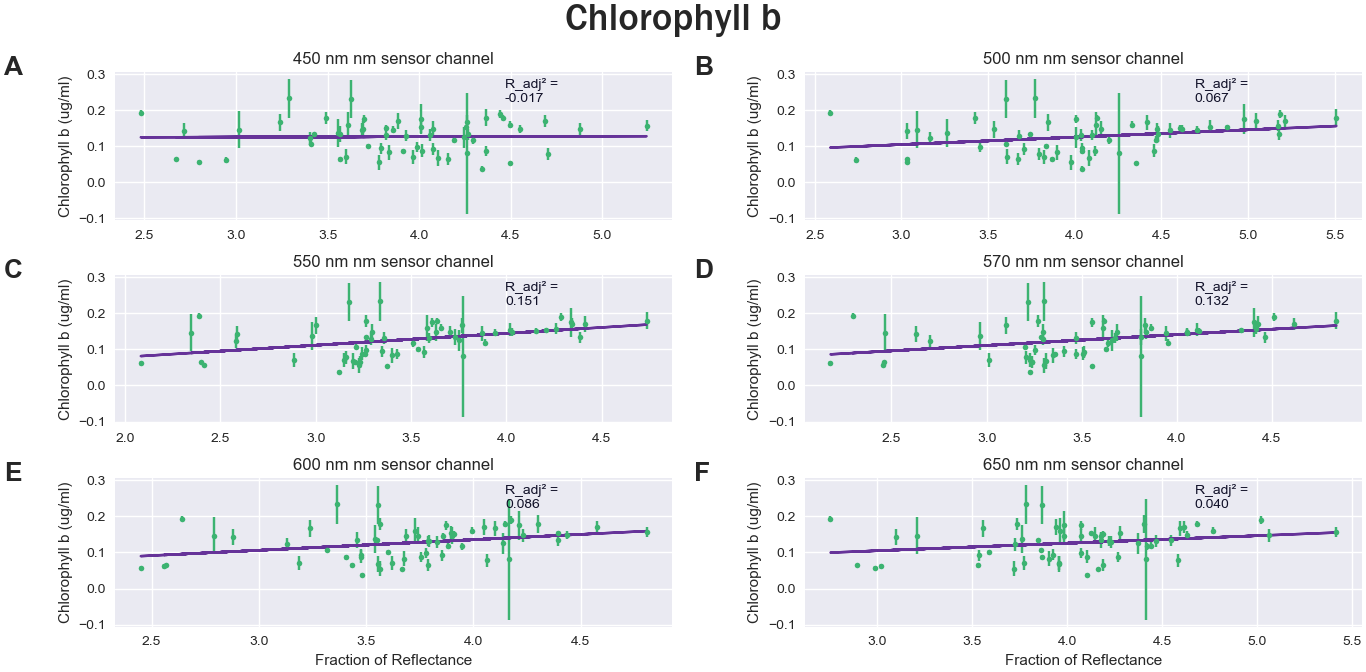 Chlorophyll b
A
450 nm nm sensor channel
Chlorophyll b (ug/ml)
0.3
0.2
0.1
0.0
−0.1
R_adj² =
-0.017
2.5 3.0 3.5 4.0 4.5 5.0
B
500 nm nm sensor channel
Chlorophyll b (ug/ml)
0.3
0.2
0.1
0.0
−0.1
R_adj² =
0.067
2.5 3.0 3.5 4.0 4.5 5.0 5.5
C
550 nm nm sensor channel
Chlorophyll b (ug/ml)
0.3
0.2
0.1
0.0
−0.1
R_adj² =
0.151
2.0 2.5 3.0 3.5 4.0 4.5
D
570 nm nm sensor channel
Chlorophyll b (ug/ml)
0.3
0.2
0.1
0.0
−0.1
R_adj² =
0.132
2.5 3.0 3.5 4.0 4.5
E
600 nm nm sensor channel
Chlorophyll b (ug/ml)
0.3
0.2
0.1
0.0
−0.1
R_adj² =
0.086
2.5 3.0 3.5 4.0 4.5
Fraction of Reflectance
F
650 nm nm sensor channel
Chlorophyll b (ug/ml)
0.3
0.2
0.1
0.0
−0.1
R_adj² =
0.040
3.0 3.5 4.0 4.5 5.0 5.5
Fraction of Reflectance